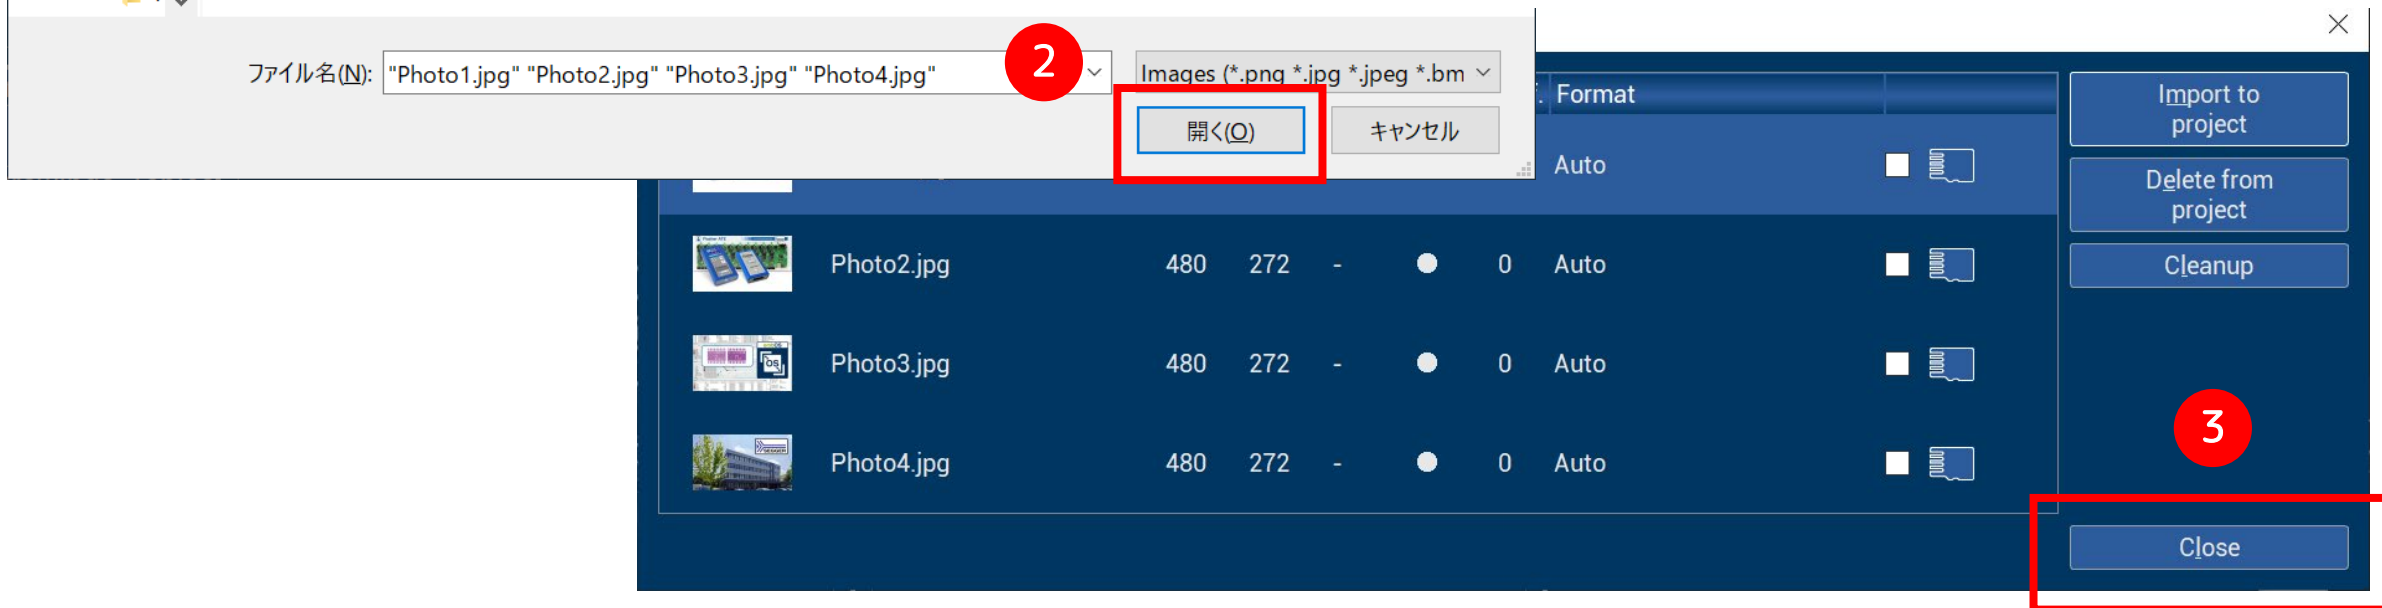 ファイル名(N): "Photo1.jpg" "Photo2.jpg" "Photo3.jpg" "Photo4.jpg"
2
Images (*.png *.jpg *.jpeg *.bm
開く(O)
キャンセル
Format
Auto
Photo2.jpg 480 272 - 0 Auto
Photo3.jpg 480 272 - 0 Auto
Photo4.jpg 480 272 - 0 Auto
Import to
project
Delete from
project
Cleanup
3
Close
OS
SEGGER